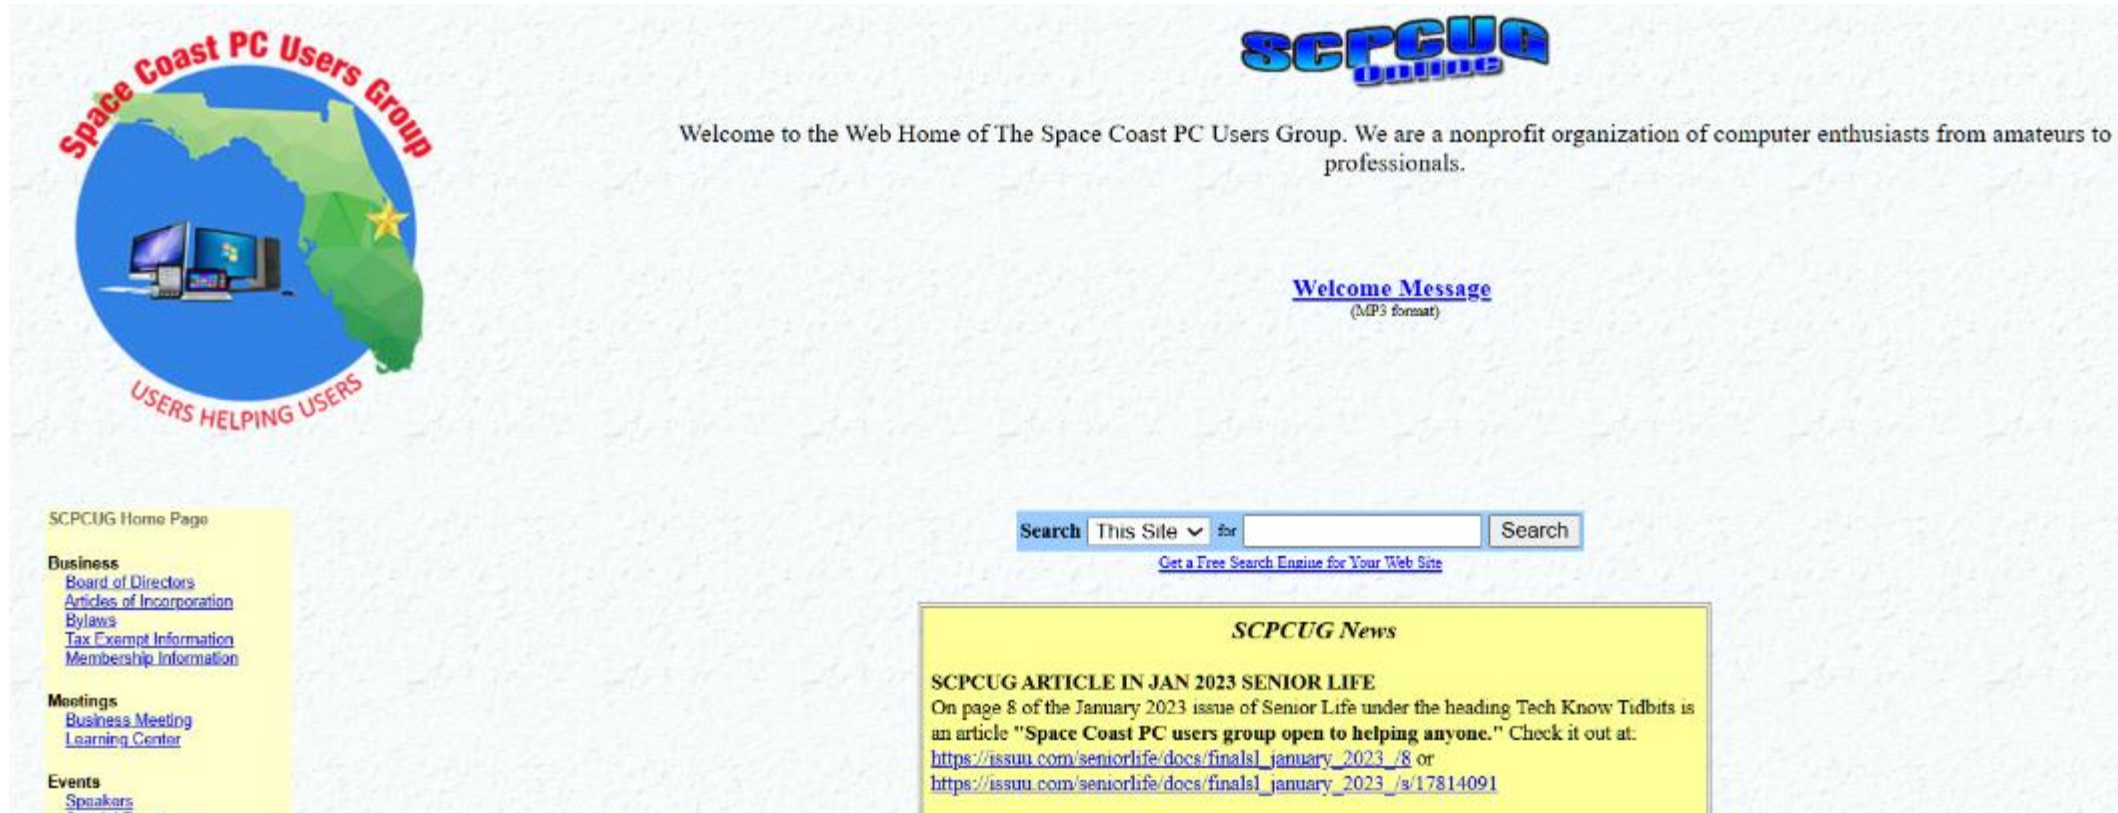 Space Coast PC Users Group
USERS HELPING USERS
SCPCUG
Online
Welcome to the Web Home of The Space Coast PC Users Group. We are a nonprofit organization of computer enthusiasts from amateurs to
professionals.
Welcome Message
(MP3 format)
SCPCUG Home Page
Business
Board of Directors
Articles of Incorporation
Bylaws
Tax Exempt Information
Membership Information
Meetings
Business Meeting
Learning Center
Events
Speakers
Search This Site for Search
Get a Free Search Engine for Your Web Site
SCPCUG News
SCPCUG ARTICLE IN JAN 2023 SENIOR LIFE
On page 8 of the January 2023 issue of Senior Life under the heading Tech Know Tidbits is
an article "Space Coast PC users group open to helping anyone." Check it out at:
https://issuu.com/seniorlife/docs/finalsl_january_2023_/8 or
https://issuu.com/seniorlife/docs/finalsl_january_2023_/s/17814091